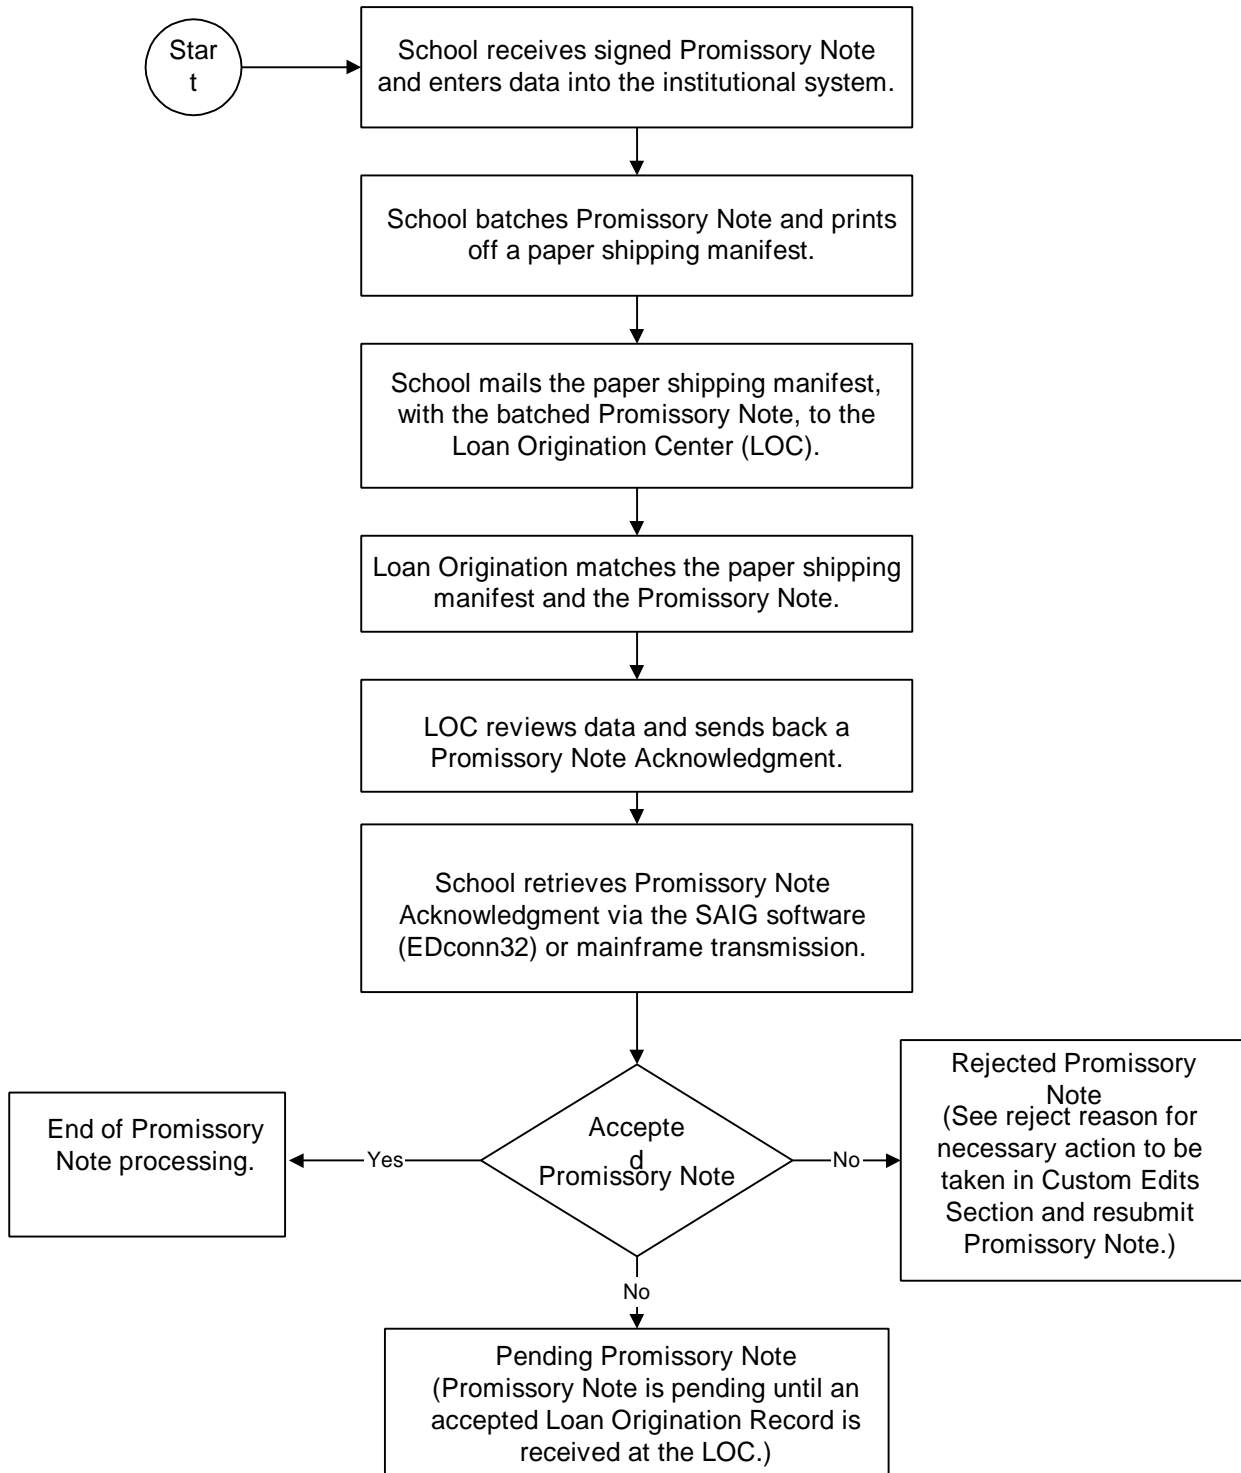 Star
t
School receives signed Promissory Note
and enters data into the institutional system.
School batches Promissory Note and prints
off a paper shipping manifest.
School mails the paper shipping manifest,
with the batched Promissory Note, to the
Loan Origination Center (LOC).
Loan Origination matches the paper shipping
manifest and the Promissory Note.
LOC reviews data and sends back a
Promissory Note Acknowledgment.
School retrieves Promissory Note
Acknowledgment via the SAIG software
(EDconn32) or mainframe transmission.
Accepte
d
Promissory Note
Yes
End of Promissory
Note processing.
No
Rejected Promissory
Note
(See reject reason for
necessary action to be
taken in Custom Edits
Section and resubmit
Promissory Note.)
No
Pending Promissory Note
(Promissory Note is pending until an
accepted Loan Origination Record is
received at the LOC.)